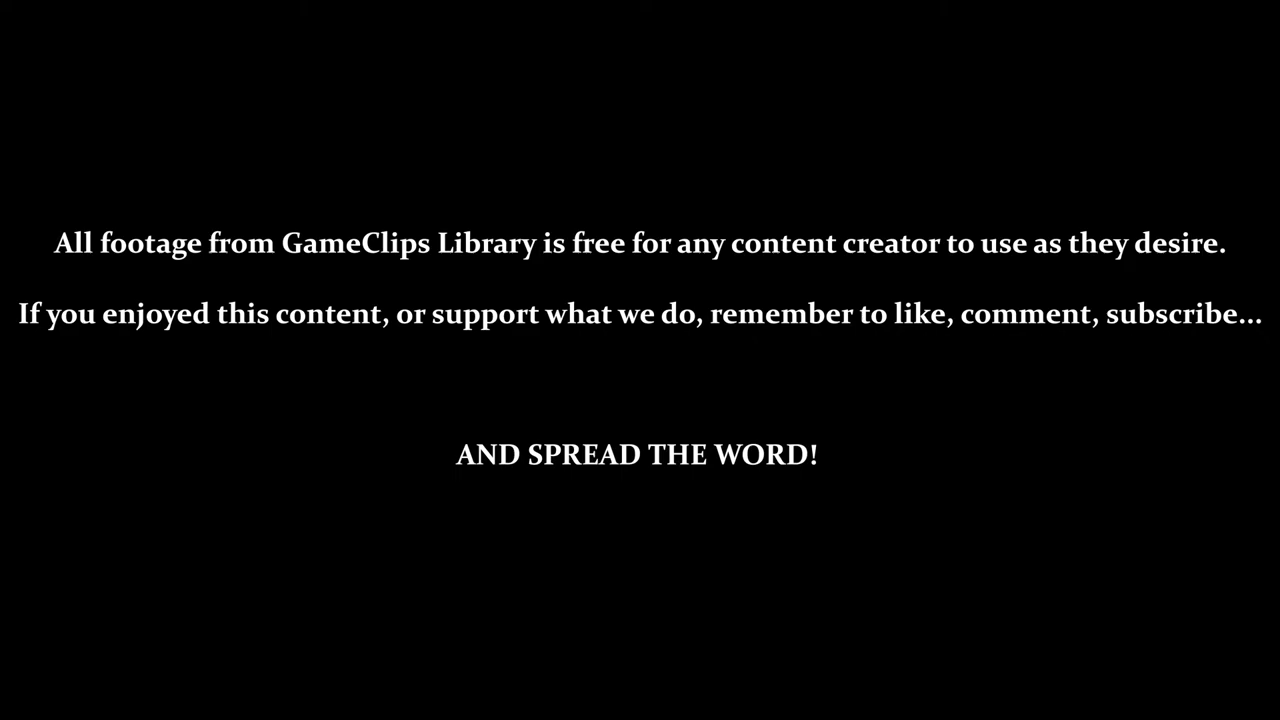 All footage from GameClips Library is free for any content creator to use as they desire.
If you enjoyed this content, or support what we do, remember to like, comment, subscribe...
AND SPREAD THE WORD!